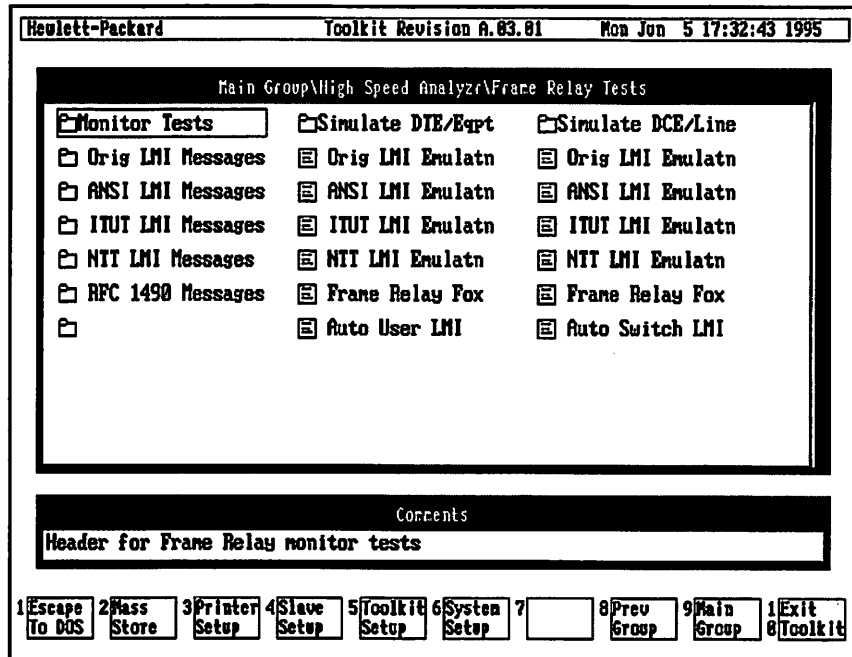 Hewlett-Packard Toolkit Revision A.03.01 Mon Jun 5 17:32:43 1995
Main Group\High Speed Analyzr\Frame Relay Tests
Monitor Tests Simulate DTE/Eqpt Simulate DCE/Line
Orig LMI Messages Orig LMI Emulatn Orig LMI Emulatn
ANSI LMI Messages ANSI LMI Emulatn ANSI LMI Emulatn
ITUT LMI Messages ITUT LMI Emulatn ITUT LMI Emulatn
NTT LMI Messages NTT LMI Emulatn NTT LMI Emulatn
RFC 1490 Messages Frame Relay Fox Frame Relay Fox
Auto User LMI Auto Switch LMI
Comments
Header for Frame Relay monitor tests
1 Escape 2 Mass 3 Printer 4 Slave 5 Toolkit 6 System 7 8 Prev 9 Main 1 Exit
To DOS Store Setup Setup Setup Setup Group Group 0 Toolkit